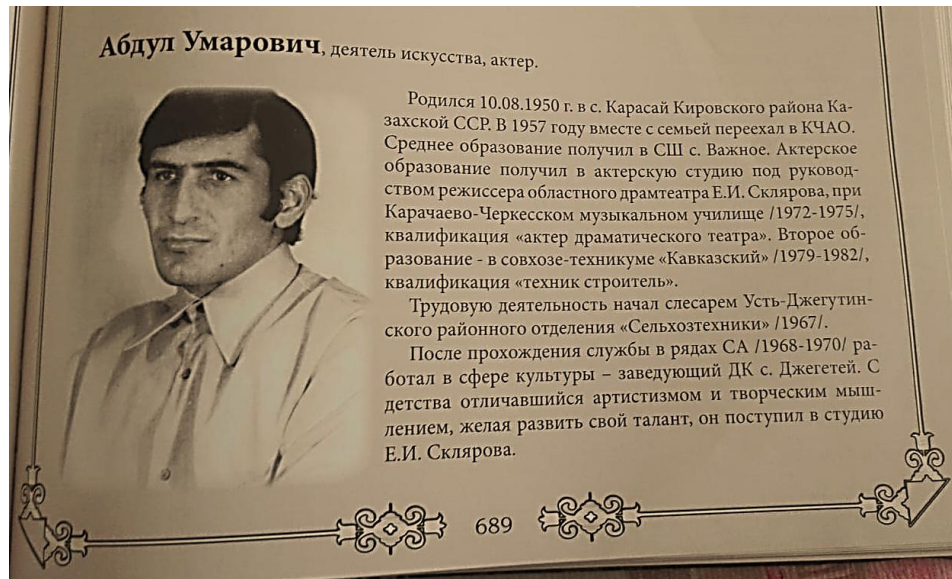 Абдул Умарович, деятель искусства, актер.
Родился 10.08.1950 г. в с. Карасай Кировского района Ка-
захской ССР. В 1957 году вместе с семьей переехал в КЧАО.
Среднее образование получил в СШ с. Важное. Актерское
образование получил в актерскую студию под руковод-
ством режиссера областного драмтеатра Е.И. Склярова, при
Карачаево-Черкесском музыкальном училище /1972-1975/,
квалификация «актер драматического театра». Второе об-
разование - в совхозе-техникуме «Кавказский» /1979-1982/,
квалификация «техник строитель».
Трудовую деятельность начал слесарем Усть-Джегутин-
ского районного отделения «Сельхозтехники» /1967/.
После прохождения службы в рядах СА /1968-1970/ ра-
ботал в сфере культуры – заведующий ДК с. Джегетей. С
детства отличавшийся артистизмом и творческим мыш-
лением, желая развить свой талант, он поступил в студию
Е.И. Склярова.
689